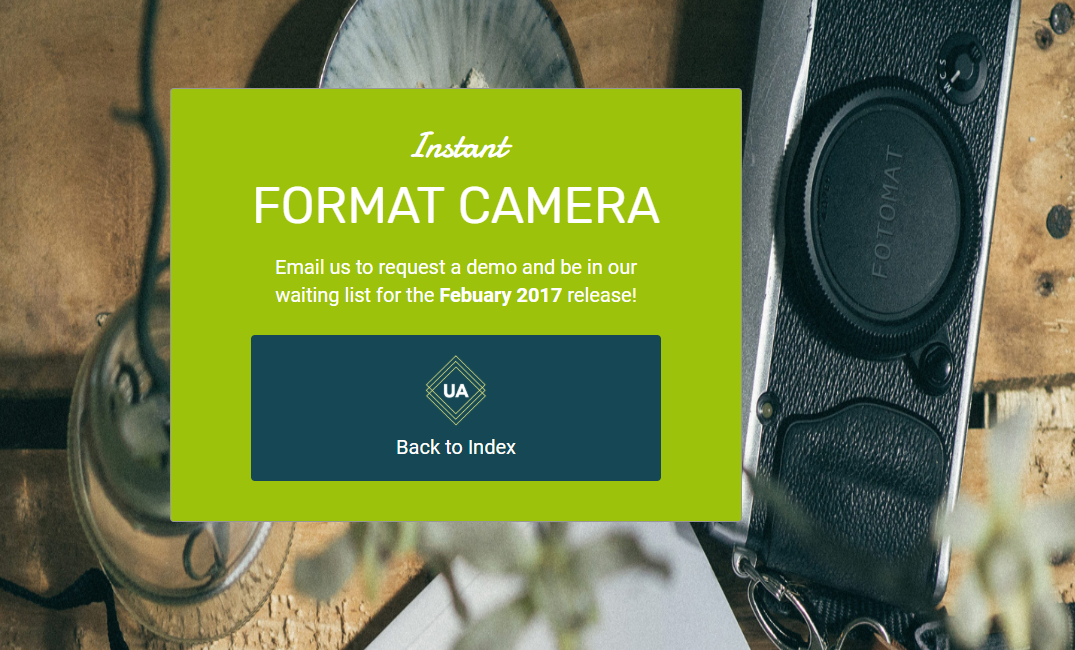 Instant
FORMAT CAMERA
Email us to request a demo and be in our
waiting list for the Febuary 2017 release!
UA
Back to Index
FOTOMAT
M C S